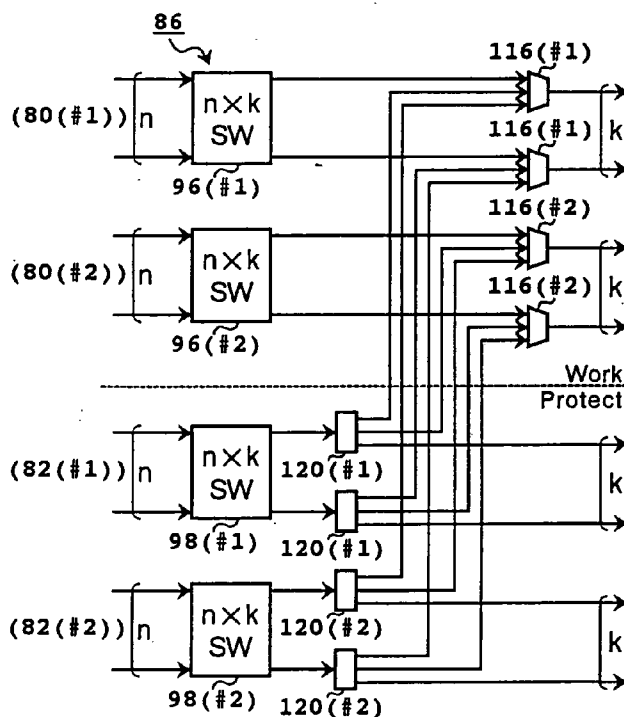 86
116(#1)
(80(#1))
n
n×k
SW
k
96(#1)
116(#1)
116(#2)
(80(#2))
n
n×k
SW
k
96(#2)
116(#2)
Work
Protect
(82(#1))
n
n×k
SW
120(#1)
k
98(#1)
120(#1)
(82(#2))
n
n×k
SW
120(#2)
k
98(#2)
120(#2)